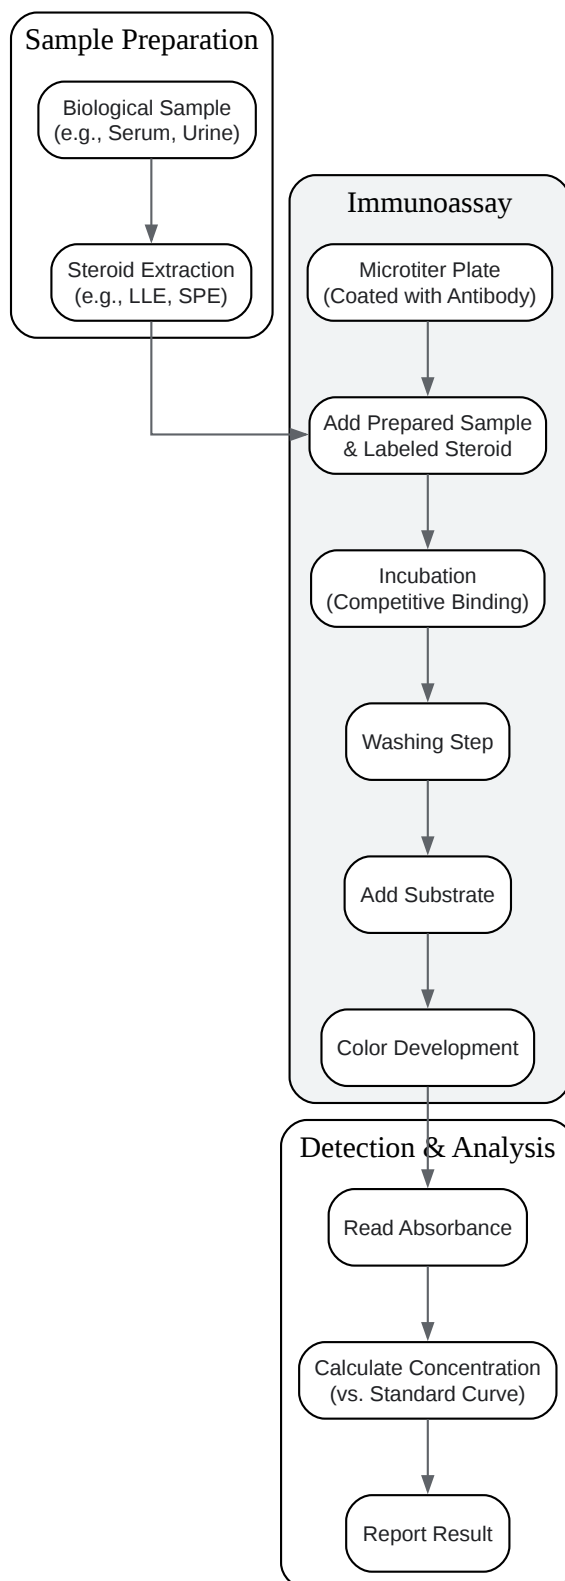 Sample Preparation
Biological Sample
(e.g., Serum, Urine)
Steroid Extraction
(e.g., LLE, SPE)
Immunoassay
Microtiter Plate
(Coated with Antibody)
Add Prepared Sample
& Labeled Steroid
Incubation
(Competitive Binding)
Washing Step
Add Substrate
Color Development
Detection & Analysis
Read Absorbance
Calculate Concentration
(vs. Standard Curve)
Report Result